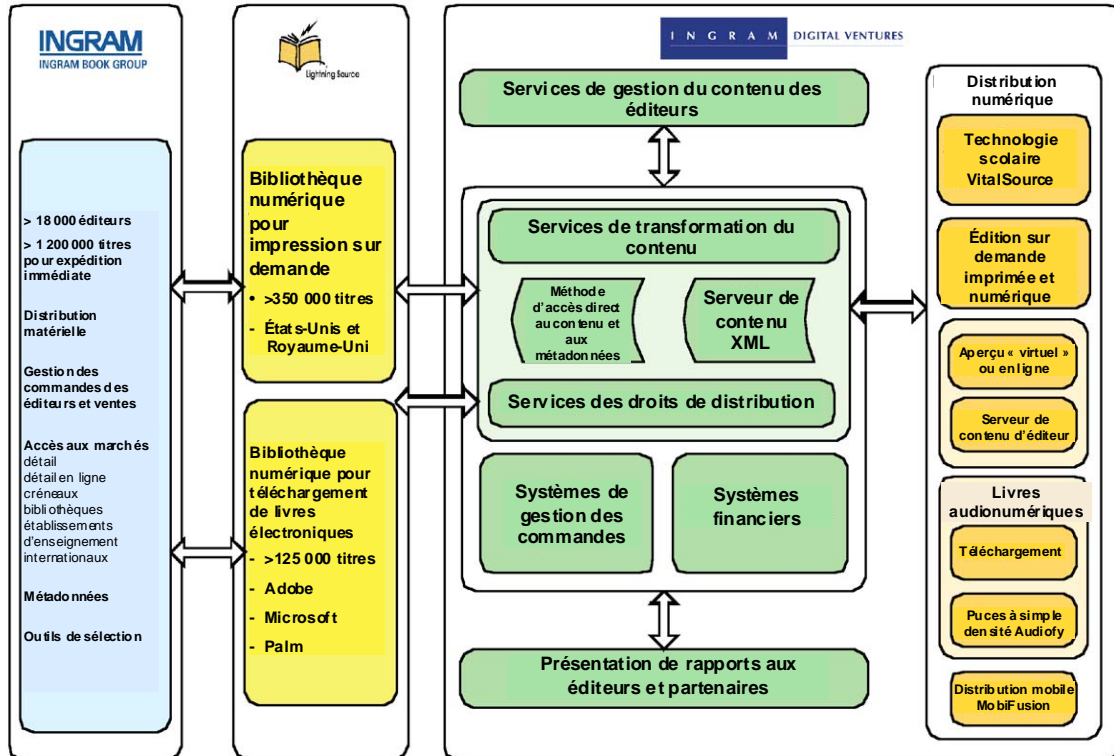 INGRAM
INGRAM BOOK GROUP
> 18 000 éditeurs
> 1 200 000 titres
pour expédition
immédiate
Distribution
matérielle
Gestion des
commandes des
éditeurs et ventes
Accès aux marchés
détail
détail en ligne
créneaux
bibliothèques
établissements
d'enseignement
internationaux
Métadonnées
Outils de sélection
Lightning Source
Bibliothèque
numérique
pour
impression sur
demande
• >350 000 titres
- États-Unis et
Royaume-Uni
Bibliothèque
numérique pour
téléchargement
de livres
électroniques
- >125 000 titres
- Adobe
- Microsoft
- Palm
INGRAM DIGITAL VENTURES
Services de gestion du contenu des
éditeurs
Services de transformation du
contenu
Méthode
d'accès direct
au contenu et
aux
métadonnées
Serveur de
contenu
XML
Services des droits de distribution
Systèmes de
gestion des
commandes
Systèmes
financiers
Présentation de rapports aux
éditeurs et partenaires
Distribution
numérique
Technologie
scolaire
VitalSource
Édition sur
demande
imprimée et
numérique
Aperçu « virtuel »
ou en ligne
Serveur de
contenu d'éditeur
Livres
audionumériques
Téléchargement
Puces à simple
densité Audiofy
Distribution mobile
MobiFusion